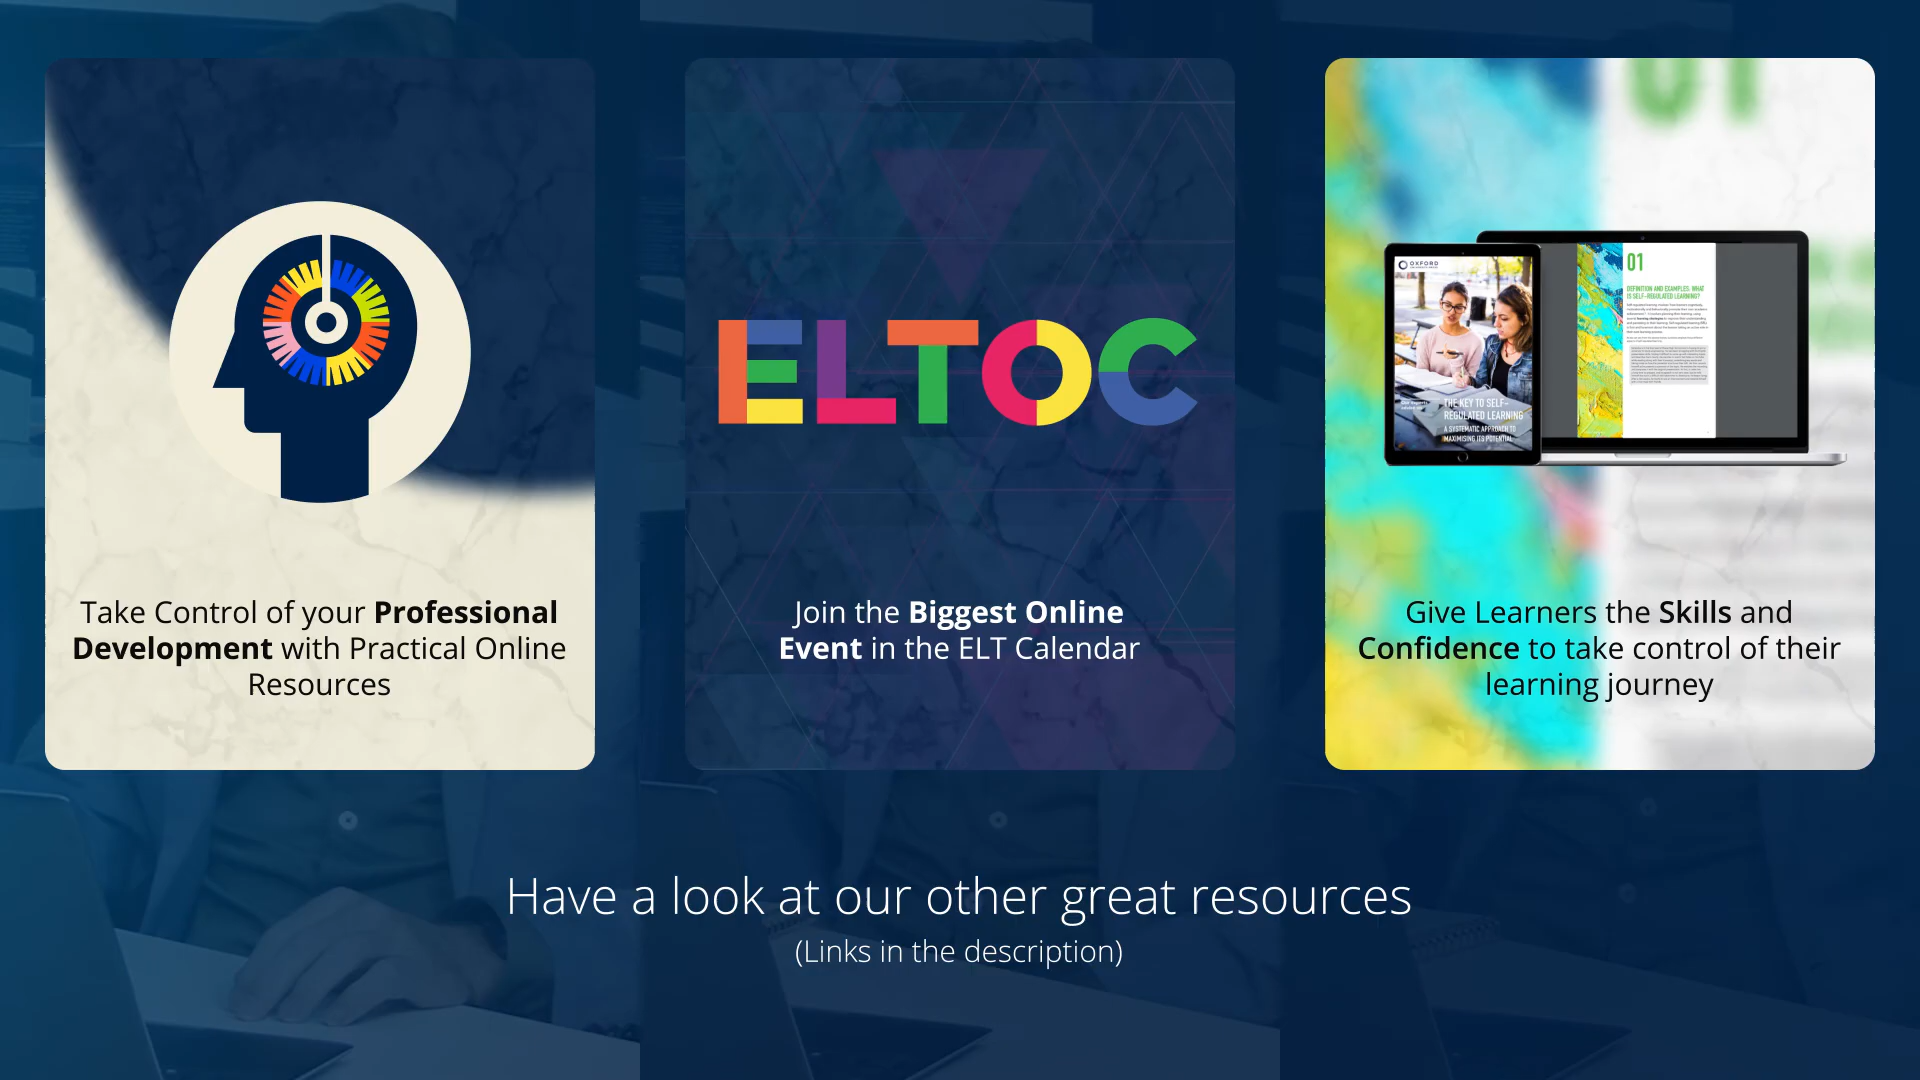 Take Control of your Professional
Development with Practical Online
Resources
ELTOC
Join the Biggest Online
Event in the ELT Calendar
01
OXFORD
THE KEY TO SELF-
REGULATED LEARNING
A SYSTEMATIC APPROACH TO
MAXIMISING ITS POTENTIAL
01
DEFINITION AND EXAMPLES: WHAT
IS SELF-REGULATED LEARNING?
Give Learners the Skills and
Confidence to take control of their
learning journey
Have a look at our other great resources
(Links in the description)